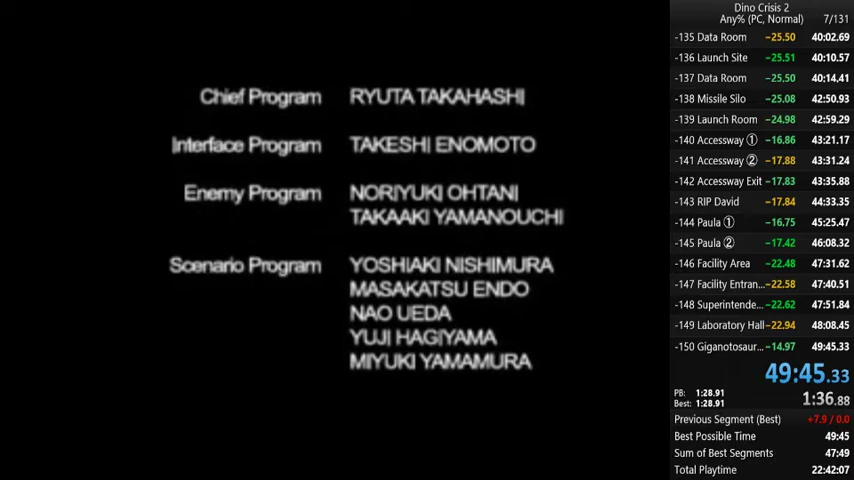 Chief Program RYUTA TAKAHASHI
Interface Program TAKESHI ENOMOTO
Enemy Program NORIYUKI OHTANI
TAKAAKI YAMANOUCHI
Scenario Program YOSHIAKI NISHIMURA
MASAKATSU ENDO
NAO UEDA
YUJI HAGIYAMA
MIYUKI YAMAMURA
Dino Crisis 2
Any% (PC, Normal) 7/131
-135 Data Room -25.50 40:02.69
-136 Launch Site -25.51 40:10.57
-137 Data Room -25.50 40:14.41
-138 Missile Silo -25.08 42:50.93
-139 Launch Room -24.98 42:59.29
-140 Accessway ① -16.86 43:21.17
-141 Accessway ② -17.88 43:31.24
-142 Accessway Exit -17.83 43:35.88
-143 RIP David -17.84 44:33.35
-144 Paula ① -16.75 45:25.47
-145 Paula ② -17.42 46:08.32
-146 Facility Area -22.48 47:31.62
-147 Facility Entran... -22.58 47:40.51
-148 Superintende... -22.62 47:51.84
-149 Laboratory Hall -22.94 48:08.45
-150 Giganotosaur... -14.97 49:45.33
49:45.33
PB: 1:28.91 1:36.88
Best: 1:28.91
Previous Segment (Best) +7.9 / 0.0
Best Possible Time 49:45
Sum of Best Segments 47:49
Total Playtime 22:42:07